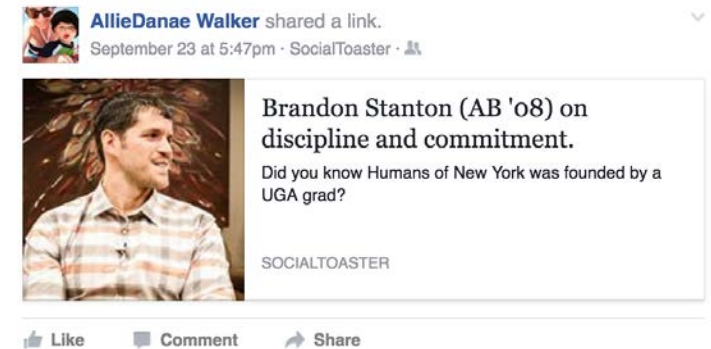 AllieDanae Walker shared a link.
September 23 at 5:47pm · SocialToaster ·
Brandon Stanton (AB '08) on
discipline and commitment.
Did you know Humans of New York was founded by a
UGA grad?
SOCIALTOASTER
Like Comment Share